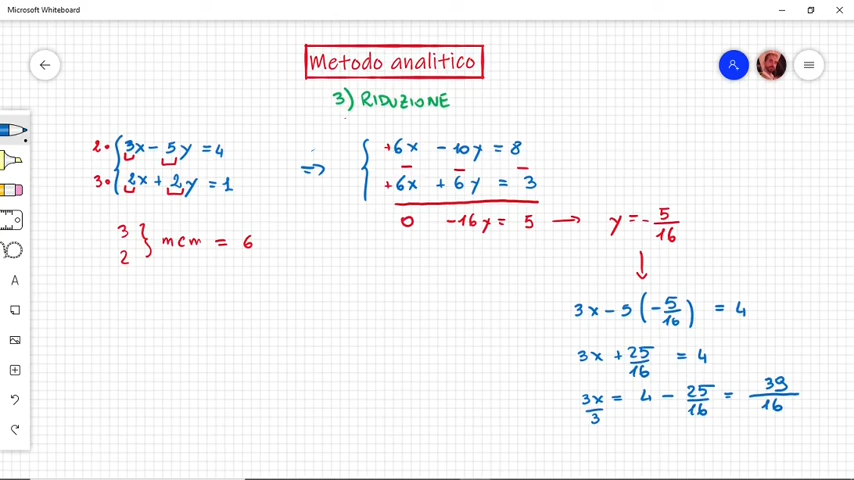 Microsoft Whiteboard
Metodo analitico
3) RIDUZIONE
2· { 3x - 5y = 4
3· { 2x + 2y = 1
=>
{ +6x - 10y = 8
{ +6x + 6y = 3
0 -16y = 5 → y = - 5/16
3
2 } mcm = 6
3x - 5 ( - 5/16 ) = 4
3x + 25/16 = 4
3x/3 = 4 - 25/16 = 39/16